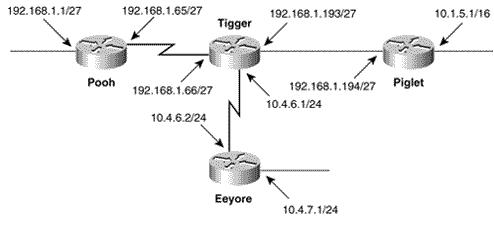 Tigger
192.168.1.1/27
192.168.1.65/27
192.168.1.193/27
10.1.5.1/16
Pooh
192.168.1.66/27
10.4.6.1/24
192.168.1.194/27
Piglet
10.4.6.2/24
Eeyore
10.4.7.1/24